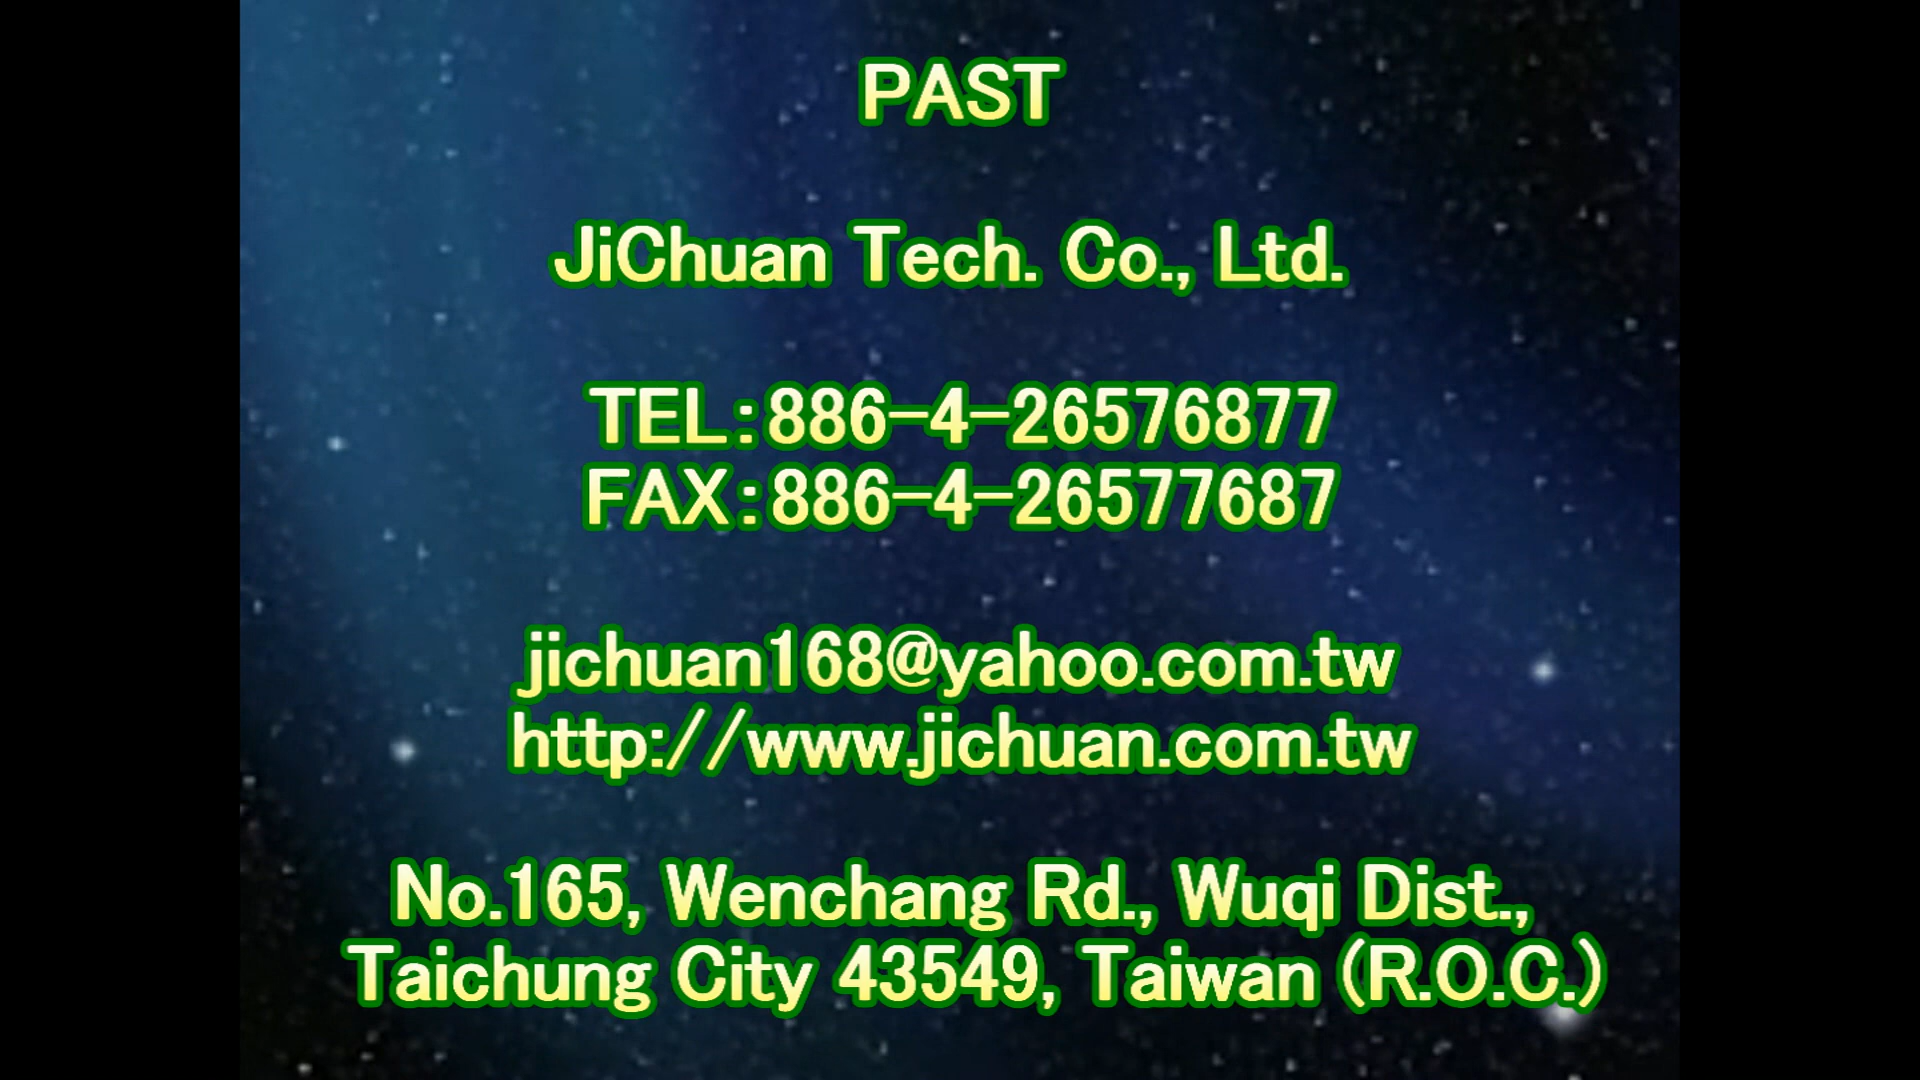 PAST
JiChuan Tech. Co., Ltd.
TEL:886-4-26576877
FAX:886-4-26577687
jichuan168@yahoo.com.tw
http://www.jichuan.com.tw
No.165, Wenchang Rd., Wuqi Dist.,
Taichung City 43549, Taiwan (R.O.C.)